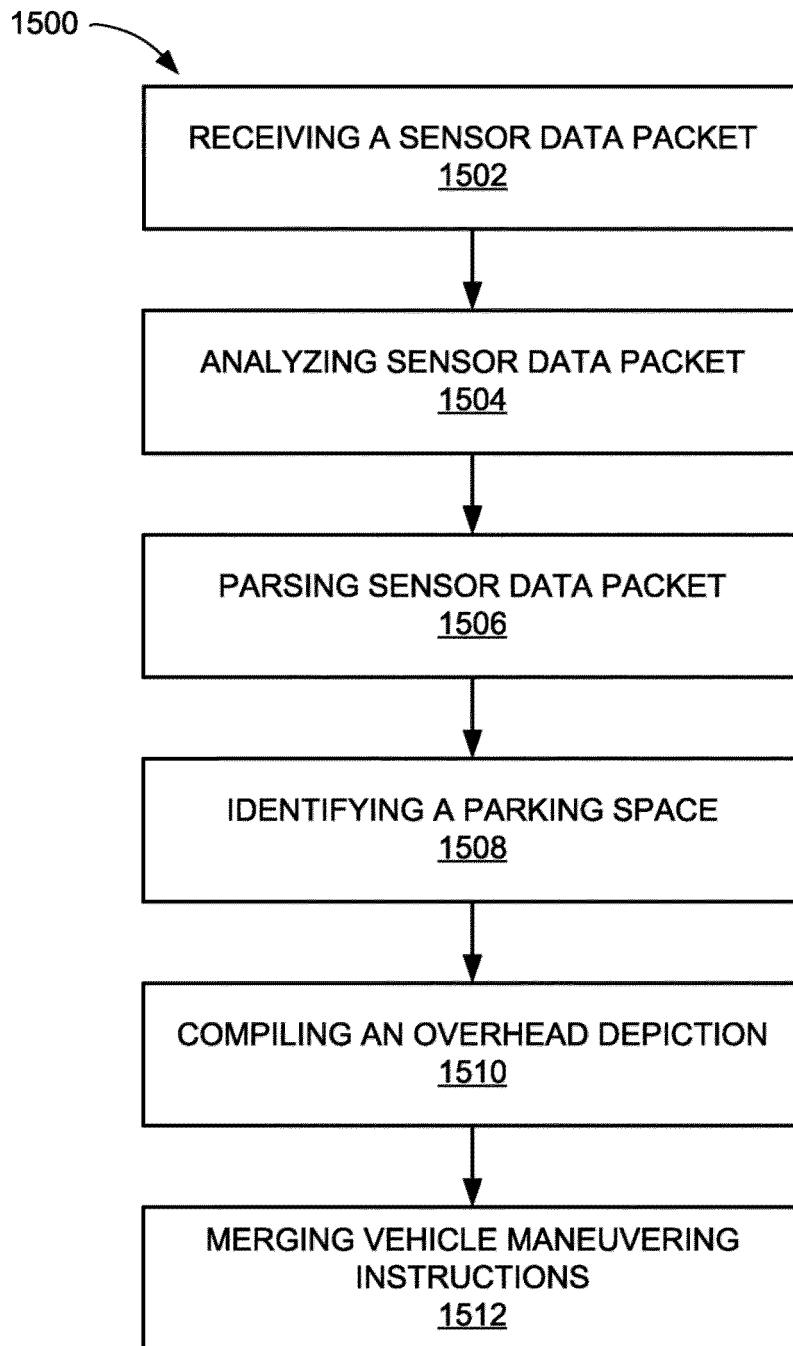 1500
RECEIVING A SENSOR DATA PACKET
1502
ANALYZING SENSOR DATA PACKET
1504
PARSING SENSOR DATA PACKET
1506
IDENTIFYING A PARKING SPACE
1508
COMPILING AN OVERHEAD DEPICTION
1510
MERGING VEHICLE MANEUVERING
INSTRUCTIONS
1512